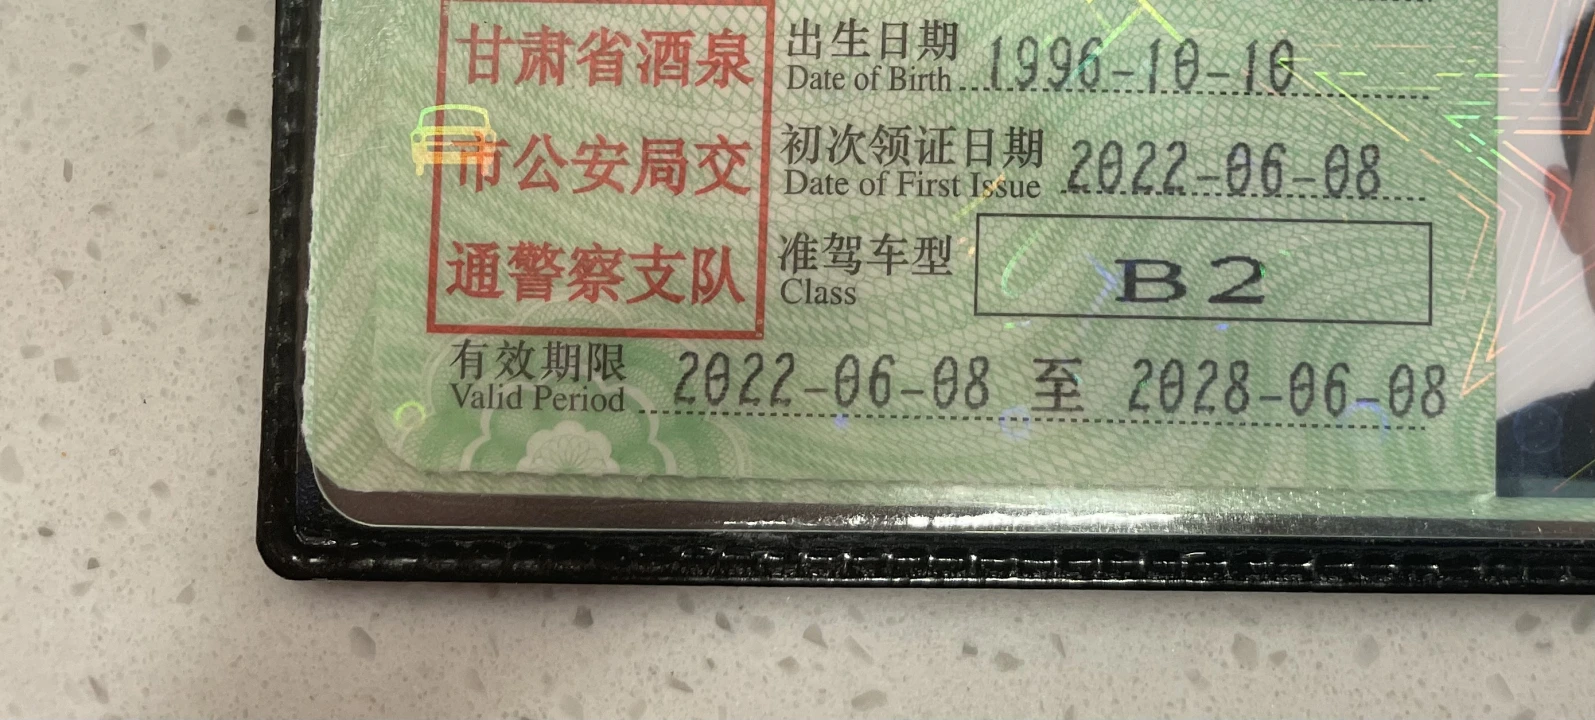 甘肃省酒泉
市公安局交
通警察支队
出生日期 1996-10-10
Date of Birth
初次领证日期 2022-06-08
Date of First Issue
准驾车型 B2
Class
有效期限 2022-06-08 至 2028-06-08
Valid Period